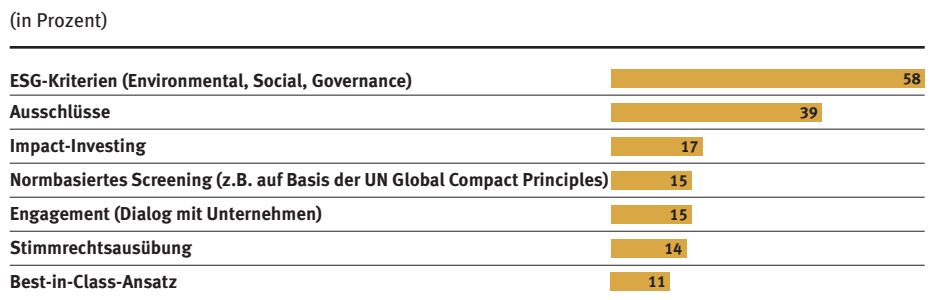 (in Prozent)
ESG-Kriterien (Environmental, Social, Governance) 58
Ausschlüsse 39
Impact-Investing 17
Normbasiertes Screening (z.B. auf Basis der UN Global Compact Principles) 15
Engagement (Dialog mit Unternehmen) 15
Stimmrechtsausübung 14
Best-in-Class-Ansatz 11